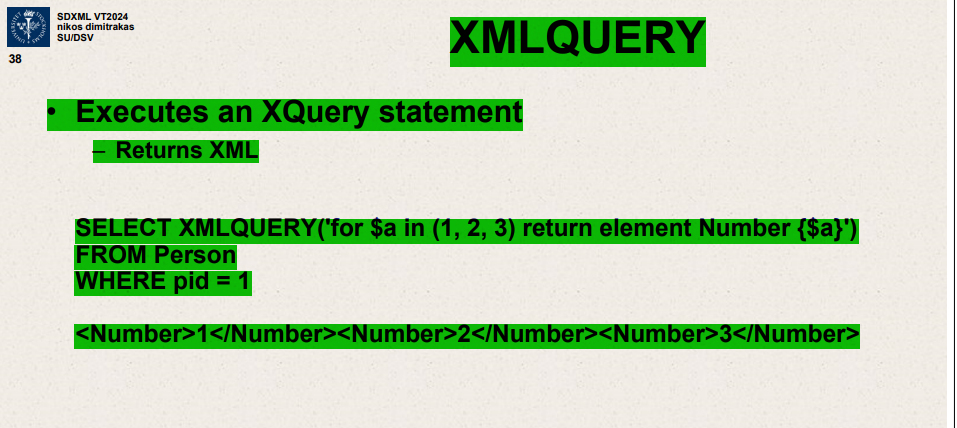 SDXML VT2024
nikos dimitrakas
SU/DSV
38
XMLQUERY
• Executes an XQuery statement
– Returns XML
SELECT XMLQUERY('for $a in (1, 2, 3) return element Number {$a}')
FROM Person
WHERE pid = 1
<Number>1</Number><Number>2</Number><Number>3</Number>